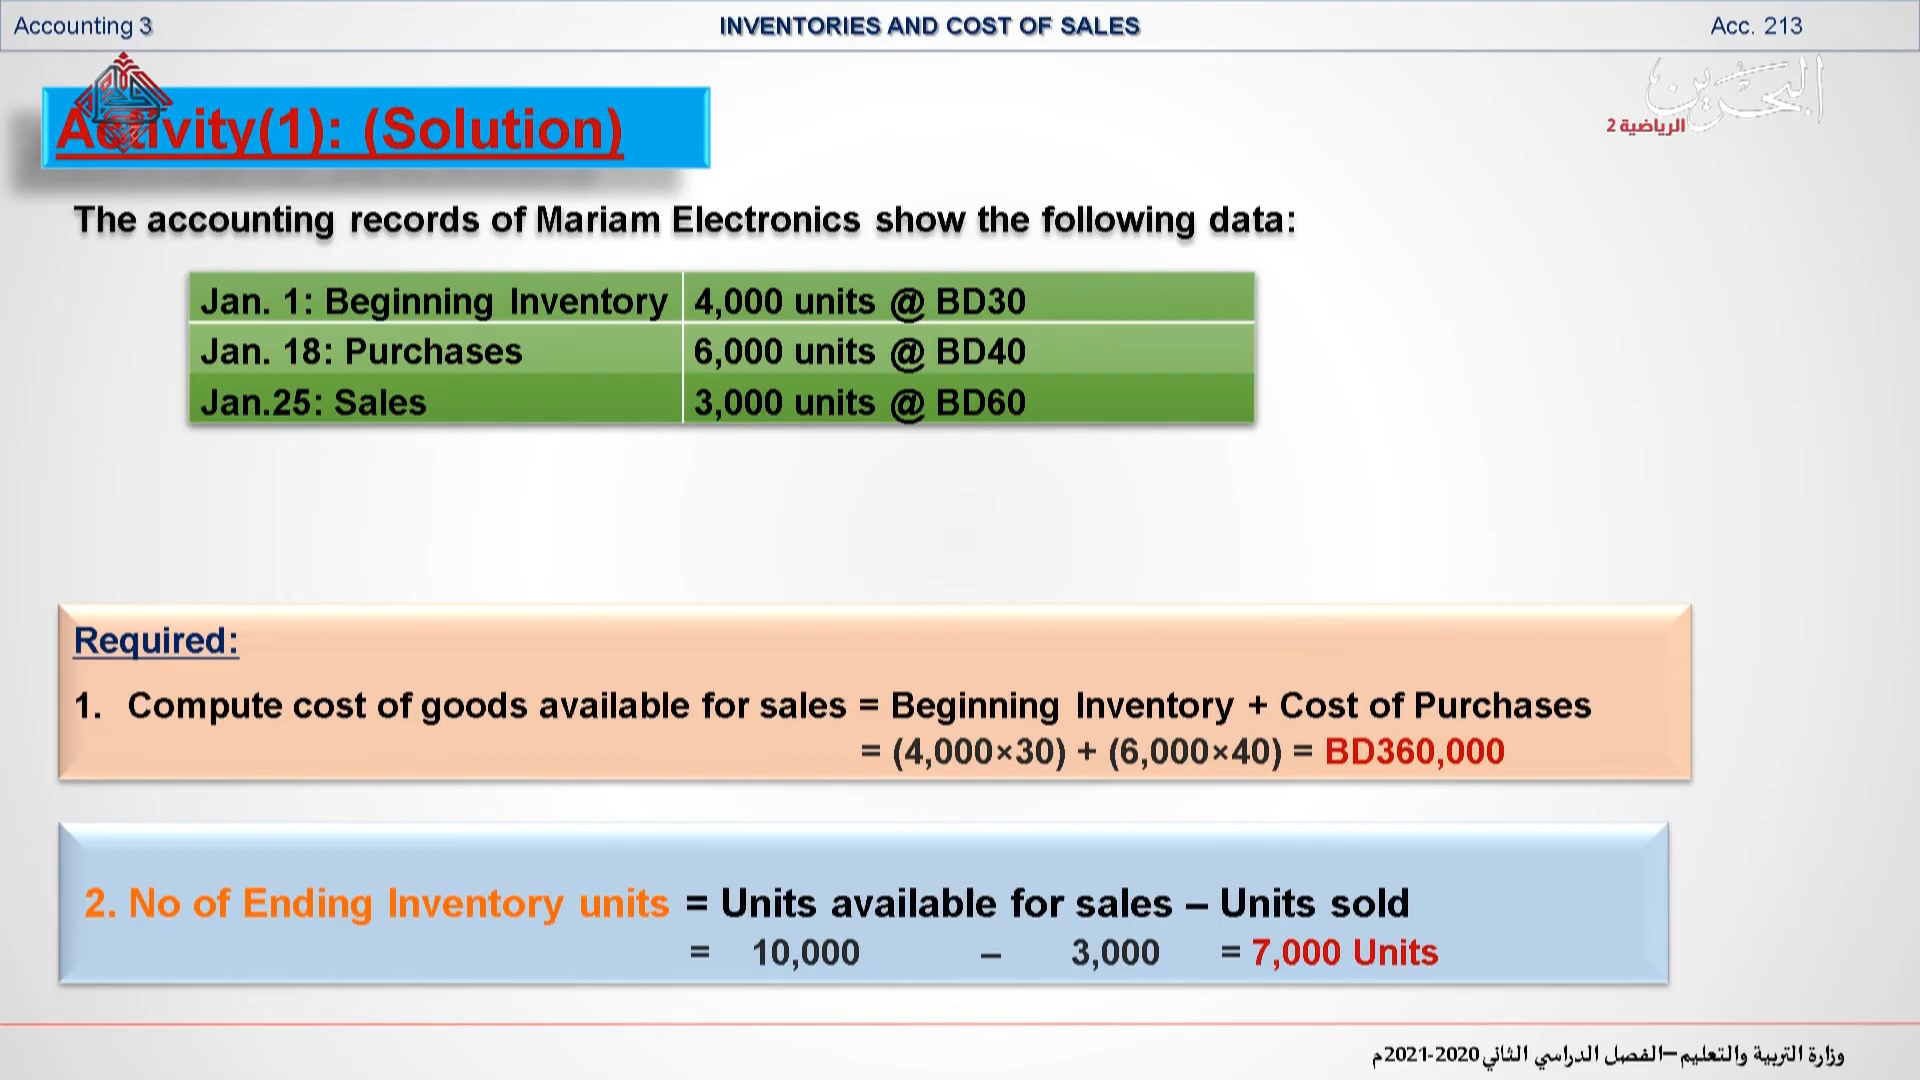 Accounting 3
INVENTORIES AND COST OF SALES
Acc. 213
البحرين
الرياضية 2
Activity(1): (Solution)
The accounting records of Mariam Electronics show the following data:
Jan. 1: Beginning Inventory 4,000 units @ BD30
Jan. 18: Purchases 6,000 units @ BD40
Jan.25: Sales 3,000 units @ BD60
Required:
1. Compute cost of goods available for sales = Beginning Inventory + Cost of Purchases
= (4,000×30) + (6,000×40) = BD360,000
2. No of Ending Inventory units = Units available for sales – Units sold
= 10,000 – 3,000 = 7,000 Units
وزارة التربية والتعليم –الفصل الدراسي الثاني 2020-2021م